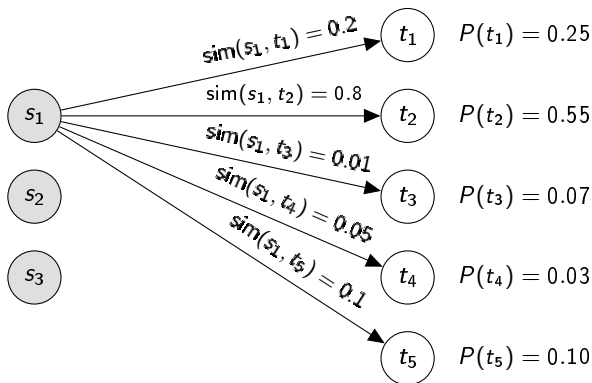 sim(s₁, t₁) = 0.2
t₁ P(t₁) = 0.25
s₁ sim(s₁, t₂) = 0.8 t₂ P(t₂) = 0.55
sim(s₁, t₃) = 0.01
s₂ t₃ P(t₃) = 0.07
sim(s₁, t₄) = 0.05
s₃ t₄ P(t₄) = 0.03
sim(s₁, t₅) = 0.1
t₅ P(t₅) = 0.10